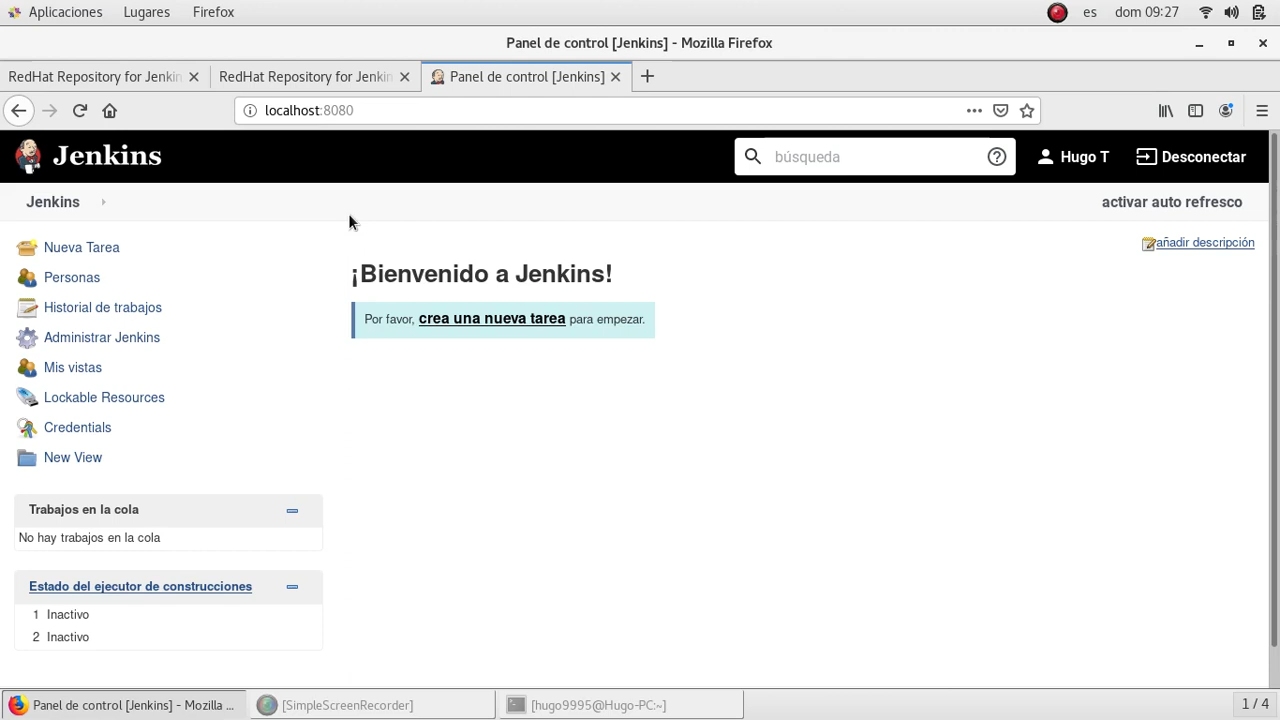 Aplicaciones Lugares Firefox es dom 09:27
Panel de control [Jenkins] - Mozilla Firefox
RedHat Repository for Jenkin RedHat Repository for Jenkin Panel de control [Jenkins]
localhost:8080
Jenkins búsqueda Hugo T Desconectar
Jenkins activar auto refresco
añadir descripción
Nueva Tarea
Personas
Historial de trabajos
Administrar Jenkins
Mis vistas
Lockable Resources
Credentials
New View
¡Bienvenido a Jenkins!
Por favor, crea una nueva tarea para empezar.
Trabajos en la cola
No hay trabajos en la cola
Estado del ejecutor de construcciones
1 Inactivo
2 Inactivo
Panel de control [Jenkins] - Mozilla ... [SimpleScreenRecorder] [hugo9995@Hugo-PC:~] 1 / 4